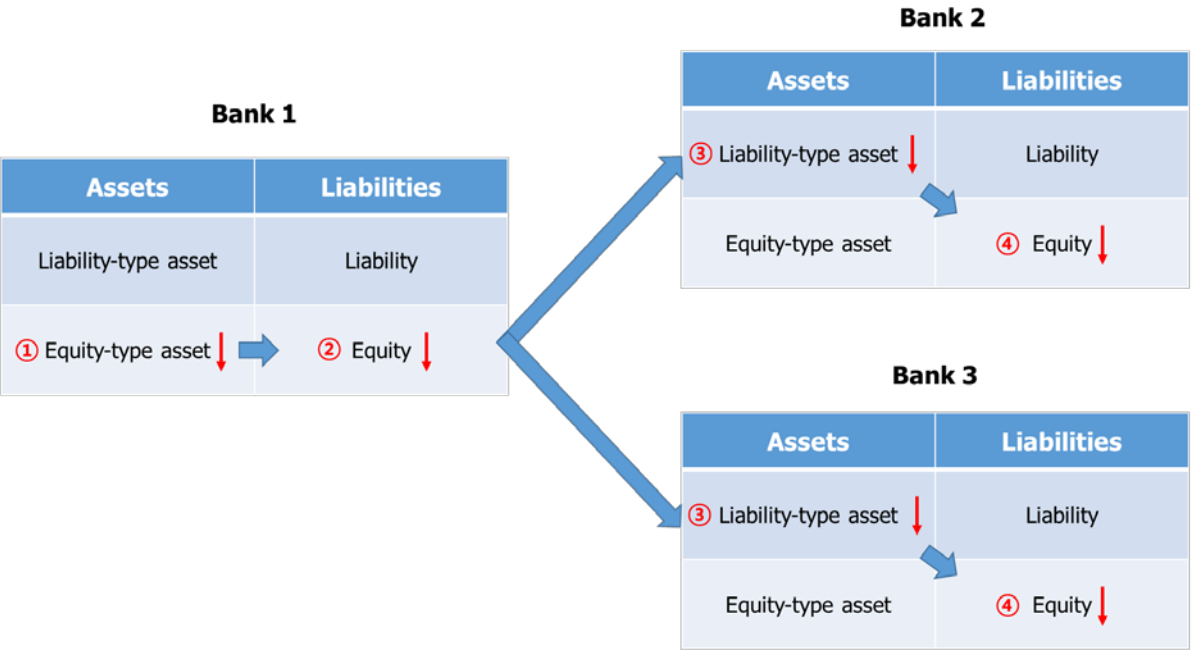 Bank 1
Assets Liabilities
Liability-type asset Liability
① Equity-type asset ② Equity
Bank 2
Assets Liabilities
③ Liability-type asset Liability
Equity-type asset ④ Equity
Bank 3
Assets Liabilities
③ Liability-type asset Liability
Equity-type asset ④ Equity